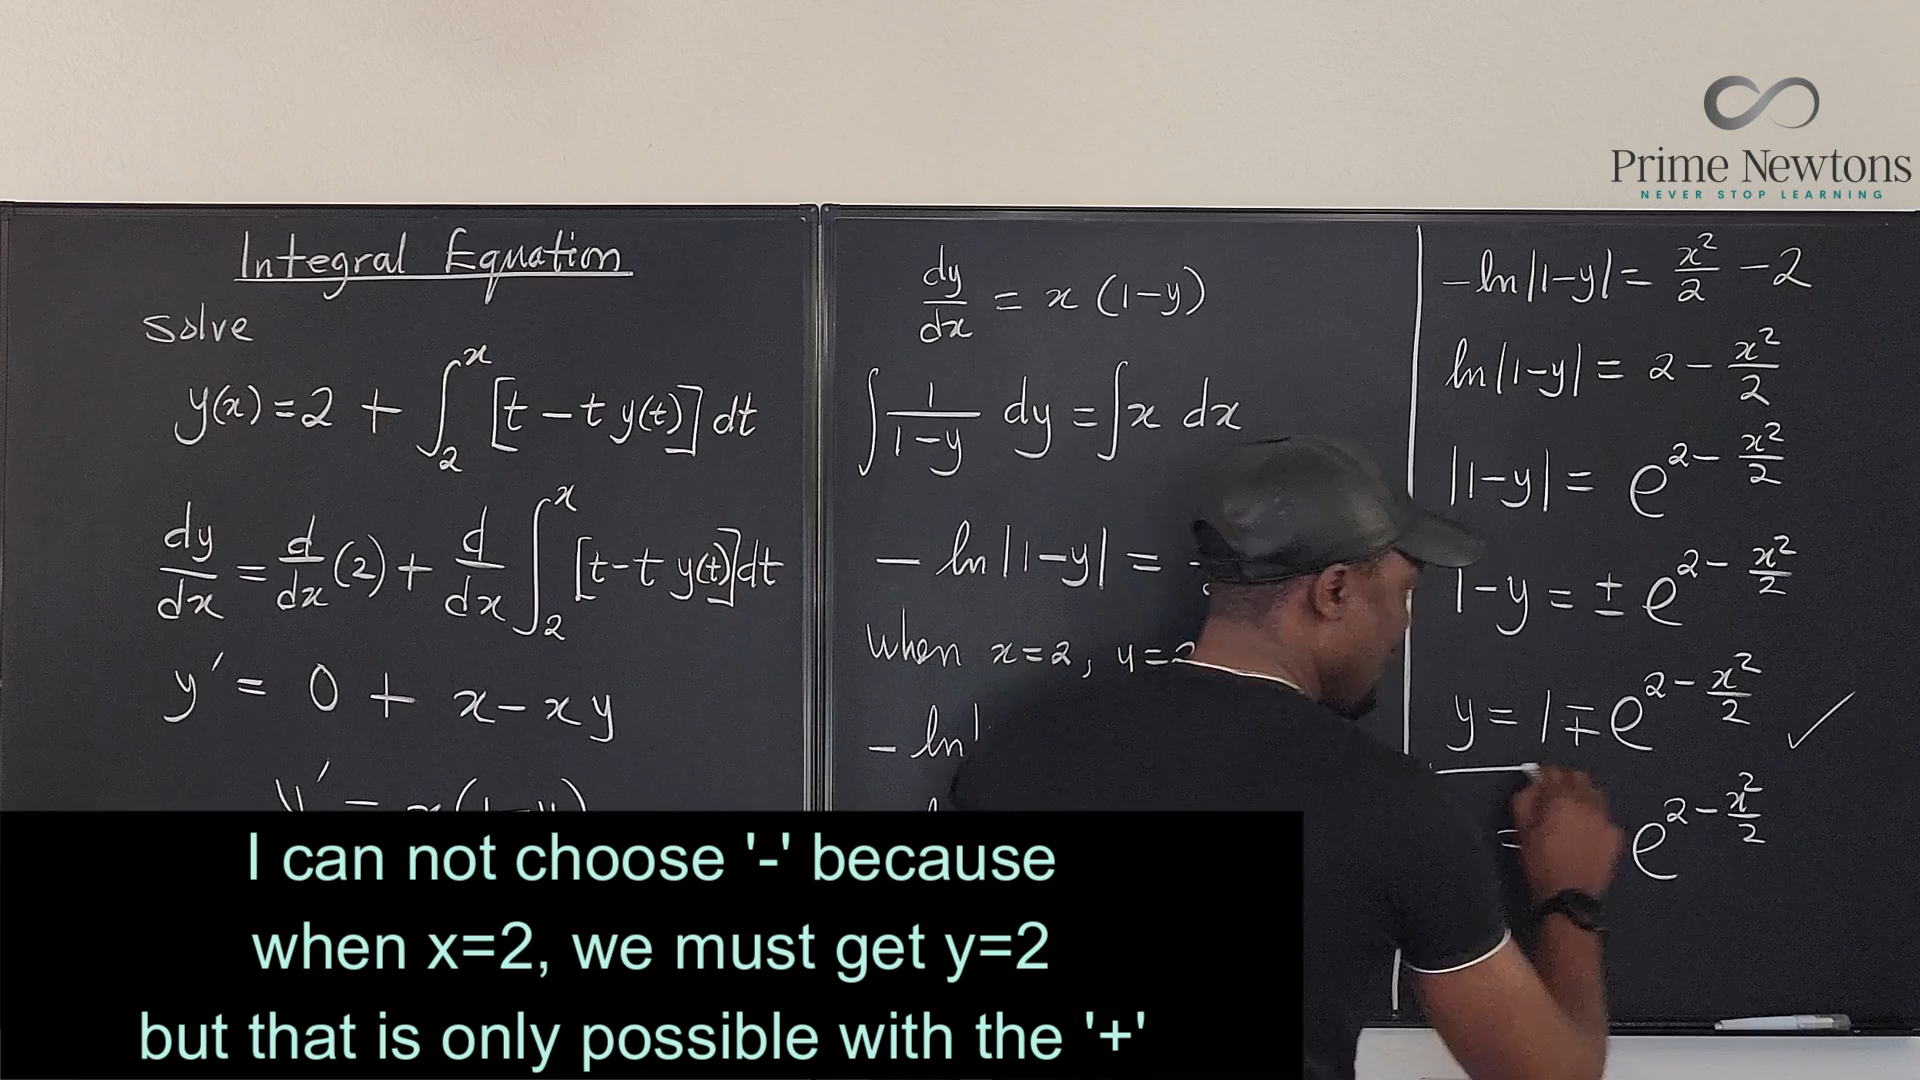 Prime Newtons
NEVER STOP LEARNING
Integral Equation
solve
y(x) = 2 + ∫₂ˣ [t - t y(t)] dt
dy/dx = d/dx (2) + d/dx ∫₂ˣ [t - t y(t)] dt
y' = 0 + x - xy
dy/dx = x (1-y)
∫ 1/(1-y) dy = ∫ x dx
- ln|1-y| =
when x=2, y=2
- ln|
-ln|1-y| = x²/2 - 2
ln|1-y| = 2 - x²/2
|1-y| = e^(2 - x²/2)
1-y = ± e^(2 - x²/2)
y = 1 ∓ e^(2 - x²/2) ✓
= e^(2 - x²/2)
I can not choose '-' because
when x=2, we must get y=2
but that is only possible with the '+'